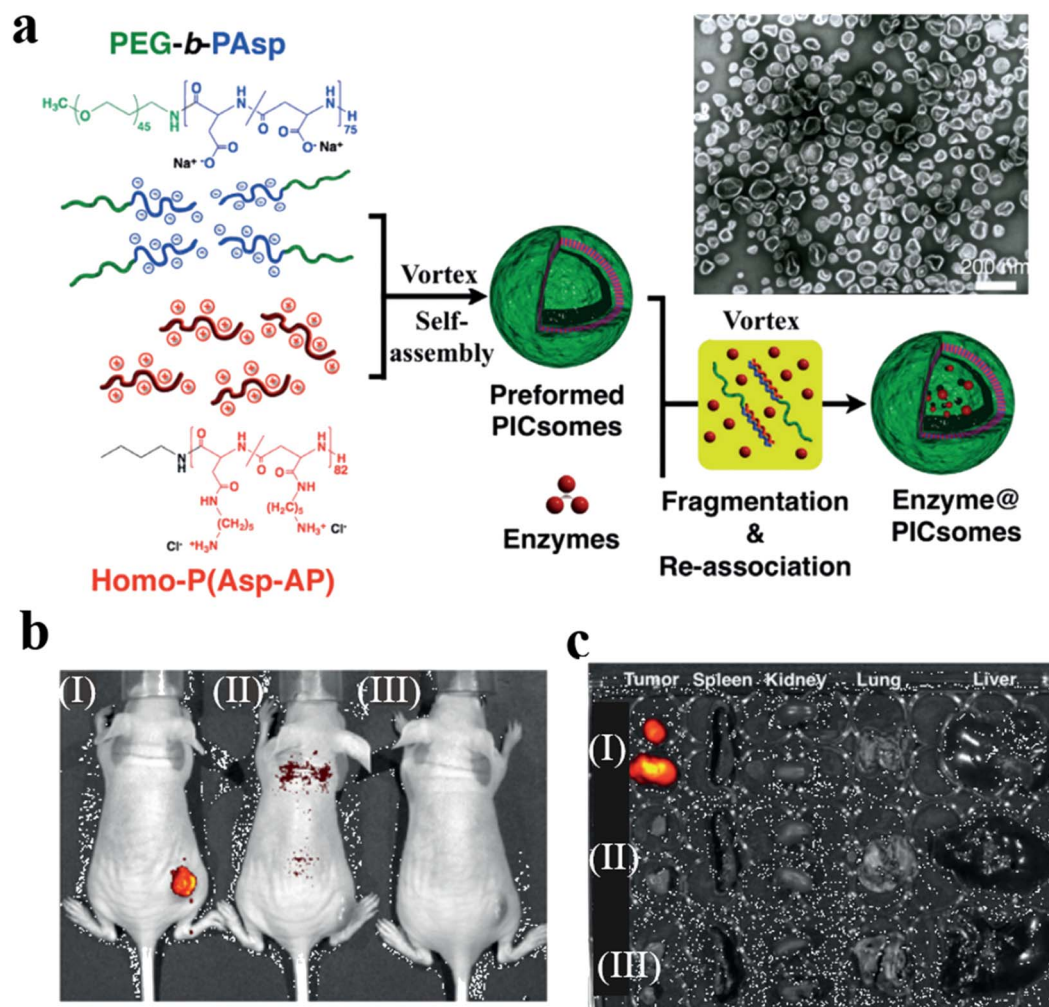 a
PEG-b-PAsp
H₃C
O
45
N
H
O
H
N
O
N
H
H
75
O
O⁻ Na⁺
O
Na⁺ ⁻O
O
Vortex
Self-
assembly
Preformed
PICsomes
Enzymes
200 nm
Vortex
Fragmentation
&
Re-association
Enzyme@
PICsomes
N
H
O
H
N
O
H
N
H
82
O
NH
(CH₂)₅
Cl⁻ ⁺H₃N
O
NH
(H₂C)₅
NH₃⁺ Cl⁻
Homo-P(Asp-AP)
b
(I) (II) (III)
c
Tumor Spleen Kidney Lung Liver
(I)
(II)
(III)